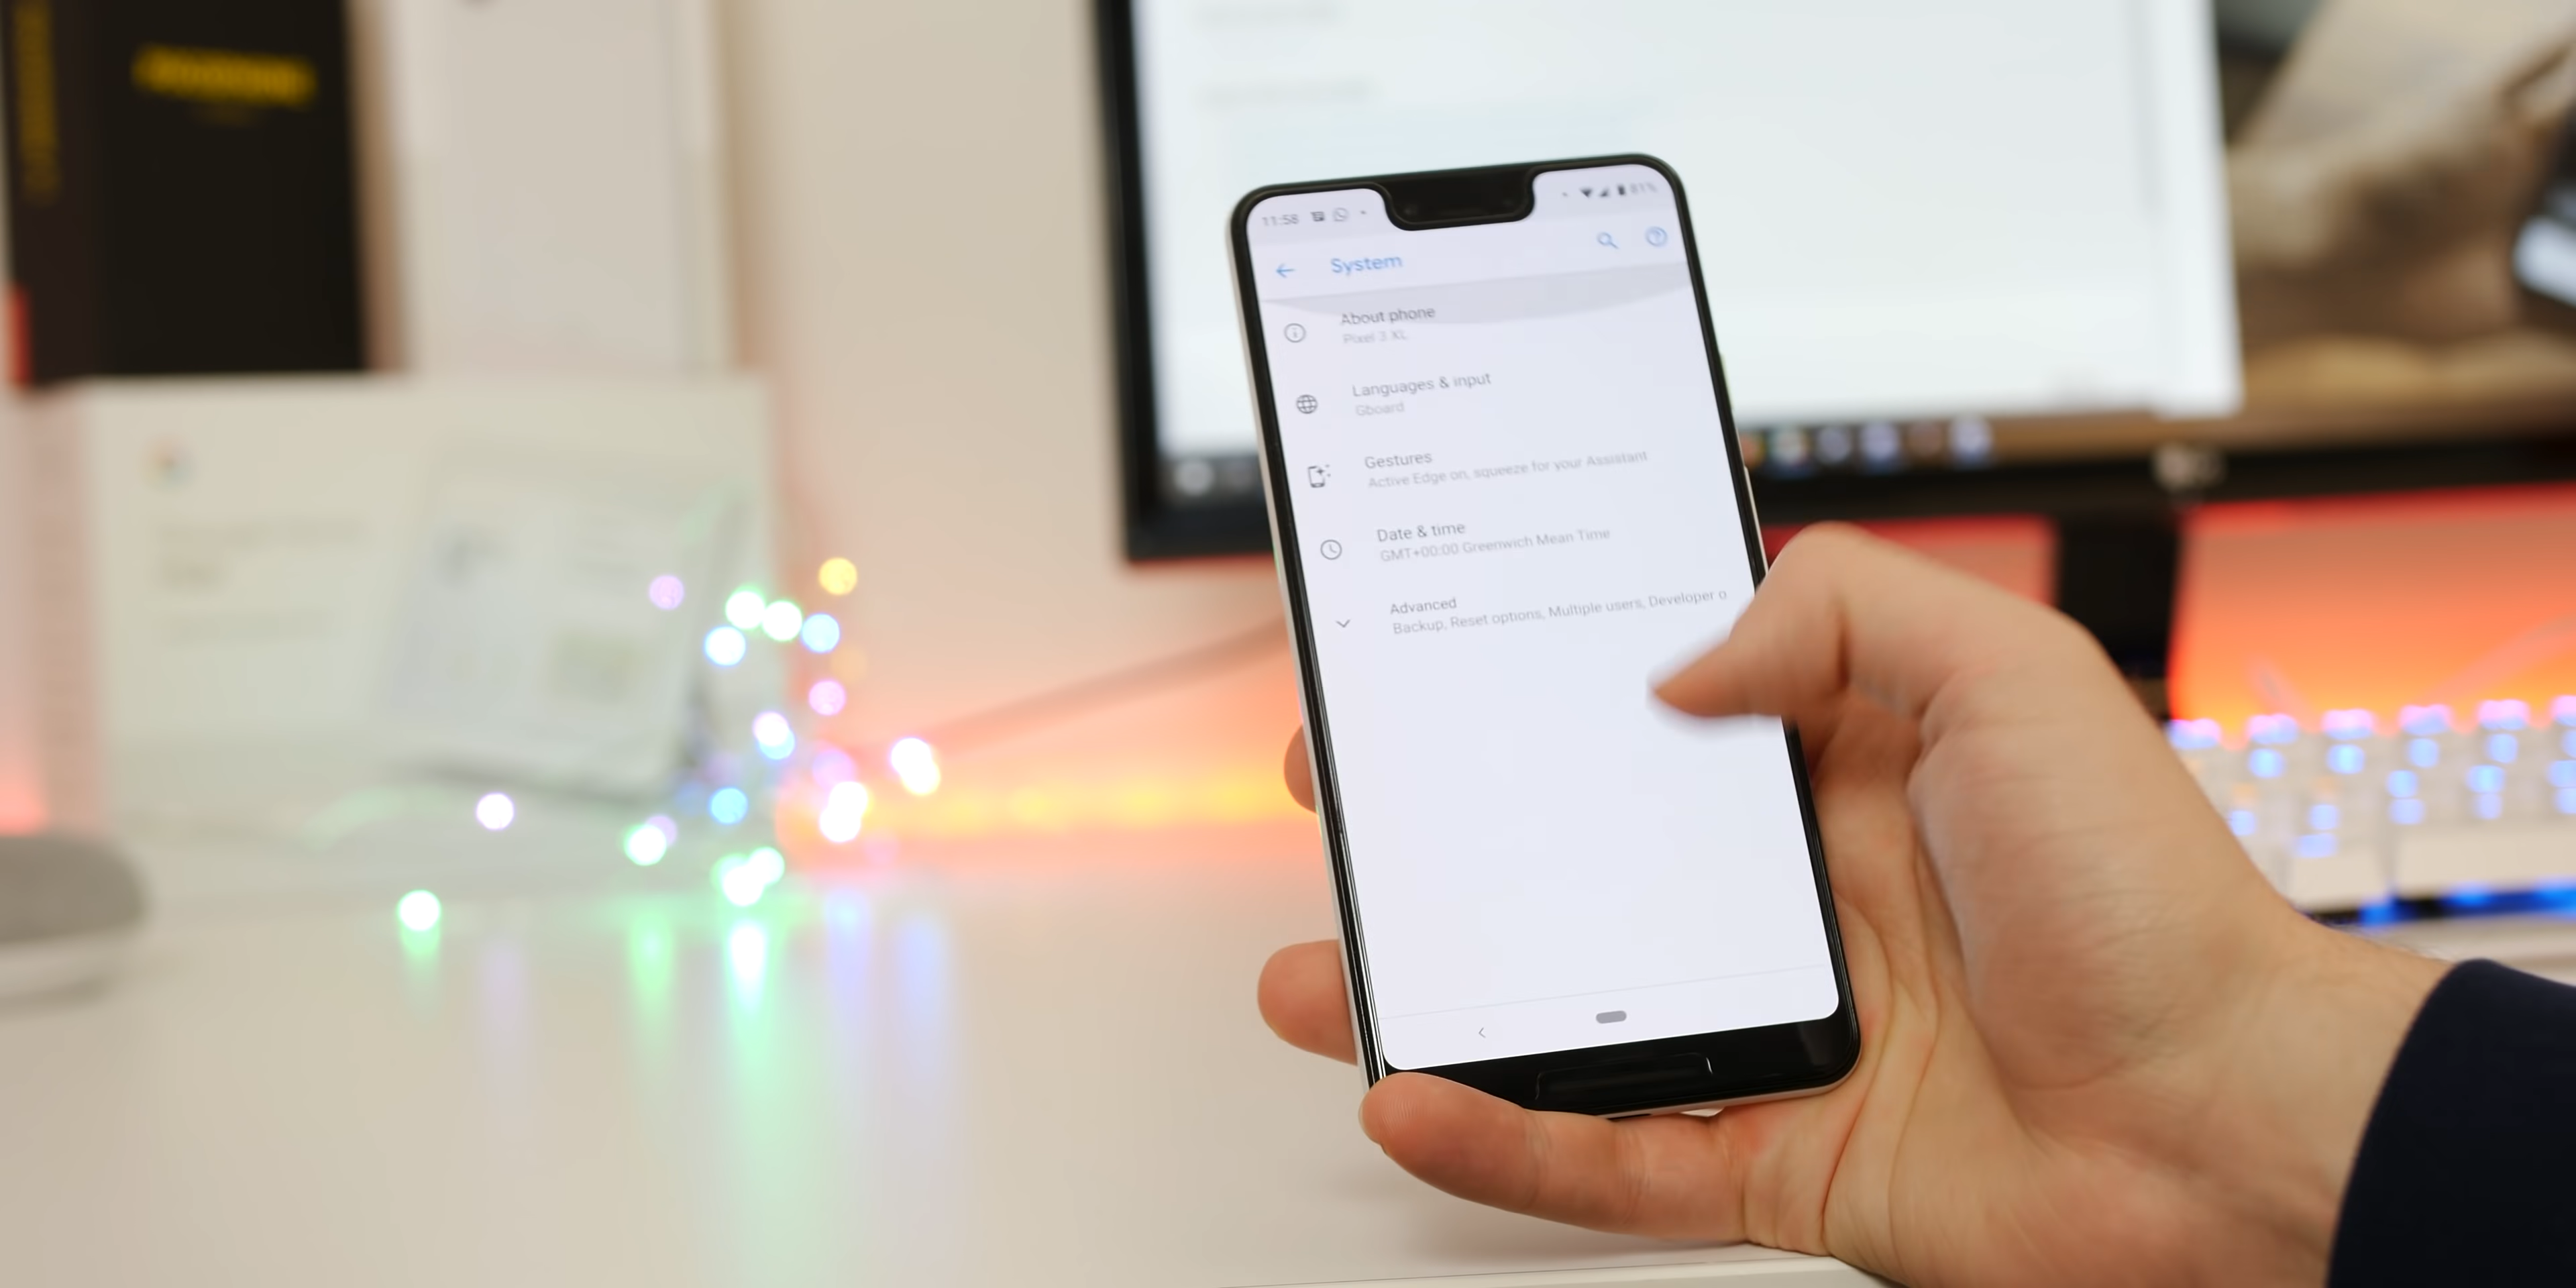 11:58
81%
System
About phone
Pixel 3 XL
Languages & input
Gboard
Gestures
Active Edge on, squeeze for your Assistant
Date & time
GMT+00:00 Greenwich Mean Time
Advanced
Backup, Reset options, Multiple users, Developer o